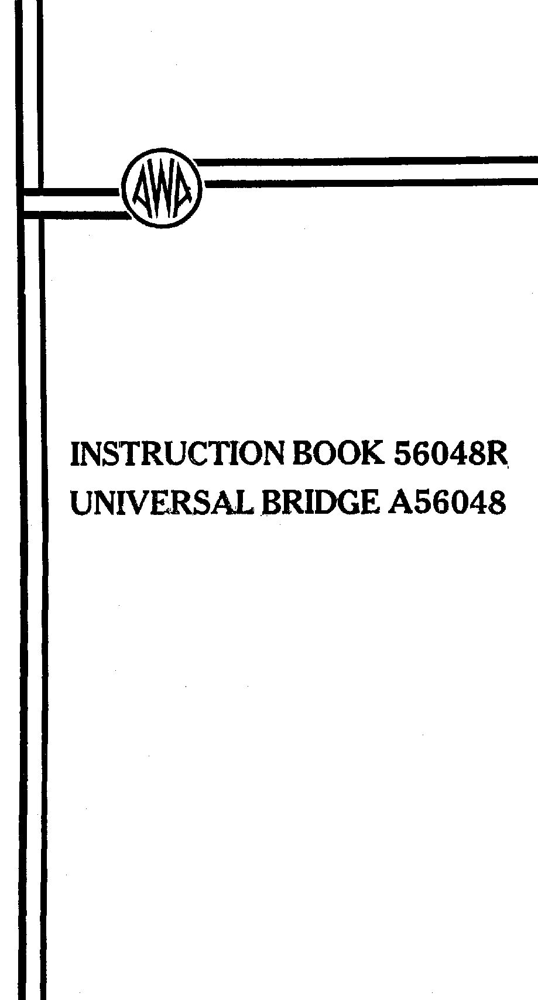 AWA
INSTRUCTION BOOK 56048R
UNIVERSAL BRIDGE A56048